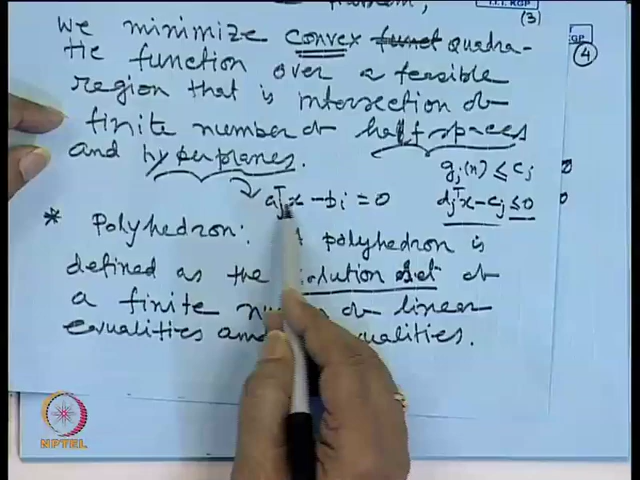 I.I.T. KGP
(3)
GP
4
we minimize convex funct quadra-
tic function over a feasible
region that is intersection of
finite number of half spaces
and hyperplanes.
gj(x) ≤ cj
ajᵀx - bi = 0
djᵀx - cj ≤ 0
* Polyhedron: A polyhedron is
defined as the solution set of
a finite of linear
equalities and
NPTEL